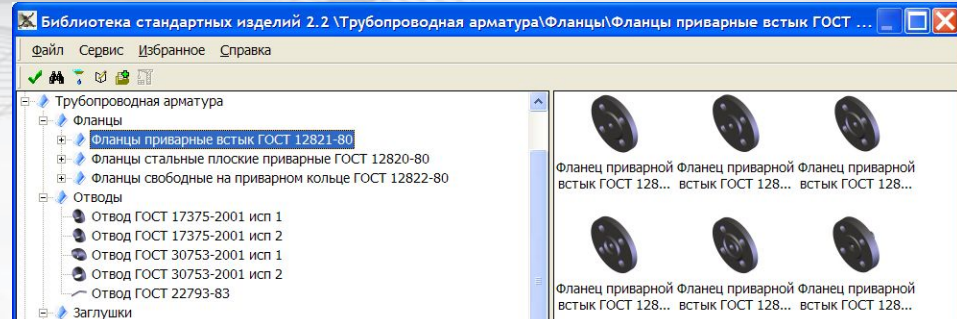 Библиотека стандартных изделий 2.2 \Трубопроводная арматура\Фланцы\Фланцы приварные встык ГОСТ ...
Файл Сервис Избранное Справка
Трубопроводная арматура
Фланцы
Фланцы приварные встык ГОСТ 12821-80
Фланцы стальные плоские приварные ГОСТ 12820-80
Фланцы свободные на приварном кольце ГОСТ 12822-80
Отводы
Отвод ГОСТ 17375-2001 исп 1
Отвод ГОСТ 17375-2001 исп 2
Отвод ГОСТ 30753-2001 исп 1
Отвод ГОСТ 30753-2001 исп 2
Отвод ГОСТ 22793-83
Заглушки
Фланец приварной Фланец приварной Фланец приварной
встык ГОСТ 128... встык ГОСТ 128... встык ГОСТ 128...
Фланец приварной Фланец приварной Фланец приварной
встык ГОСТ 128... встык ГОСТ 128... встык ГОСТ 128...